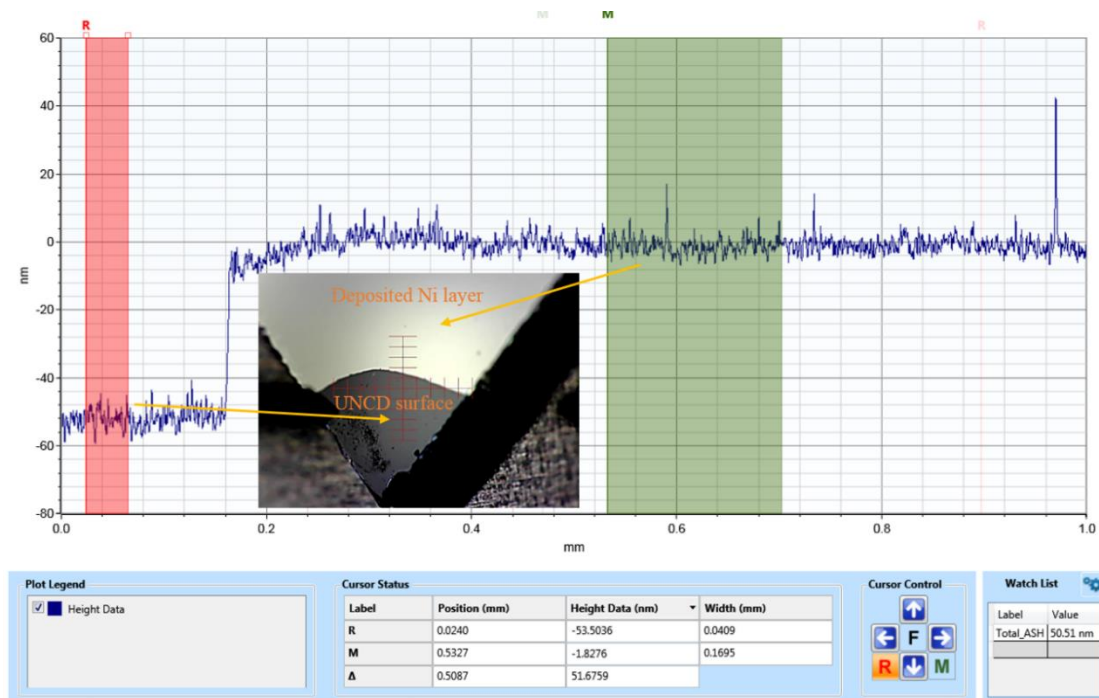 M M
R R
60
40
20
0
-20
-40
-60
-80
nm
0.0 0.2 0.4 0.6 0.8 1.0
mm
Deposited Ni layer
UNCD surface
Plot Legend
Height Data
Cursor Status
Label Position (mm) Height Data (nm) Width (mm)
R 0.0240 -53.5036 0.0409
M 0.5327 -1.8276 0.1695
Δ 0.5087 51.6759
Cursor Control
F
R M
Watch List
Label Value
Total_ASH 50.51 nm